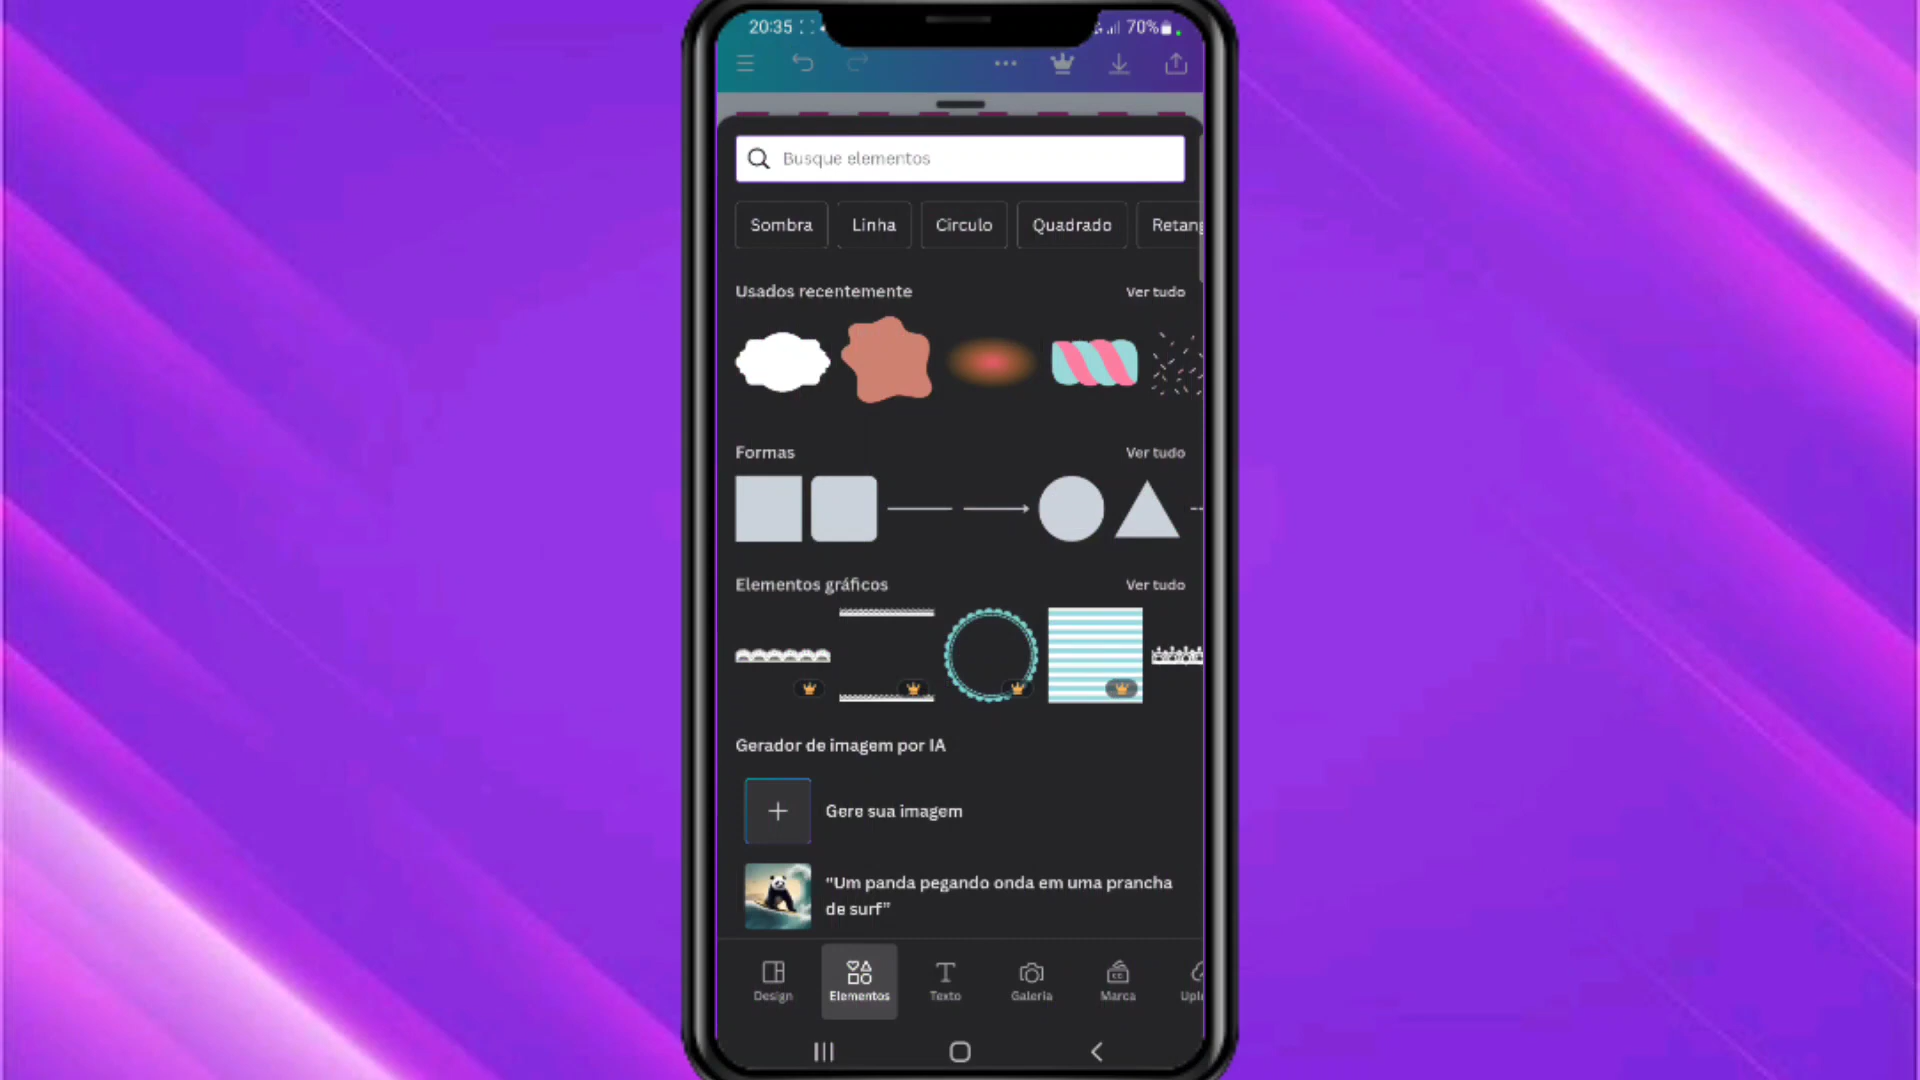 20:35
70%
Busque elementos
Sombra
Linha
Circulo
Quadrado
Retang
Usados recentemente
Ver tudo
Formas
Ver tudo
Elementos gráficos
Ver tudo
Gerador de imagem por IA
Gere sua imagem
"Um panda pegando onda em uma prancha
de surf"
Design
Elementos
Texto
Galeria
Marca
Uplo